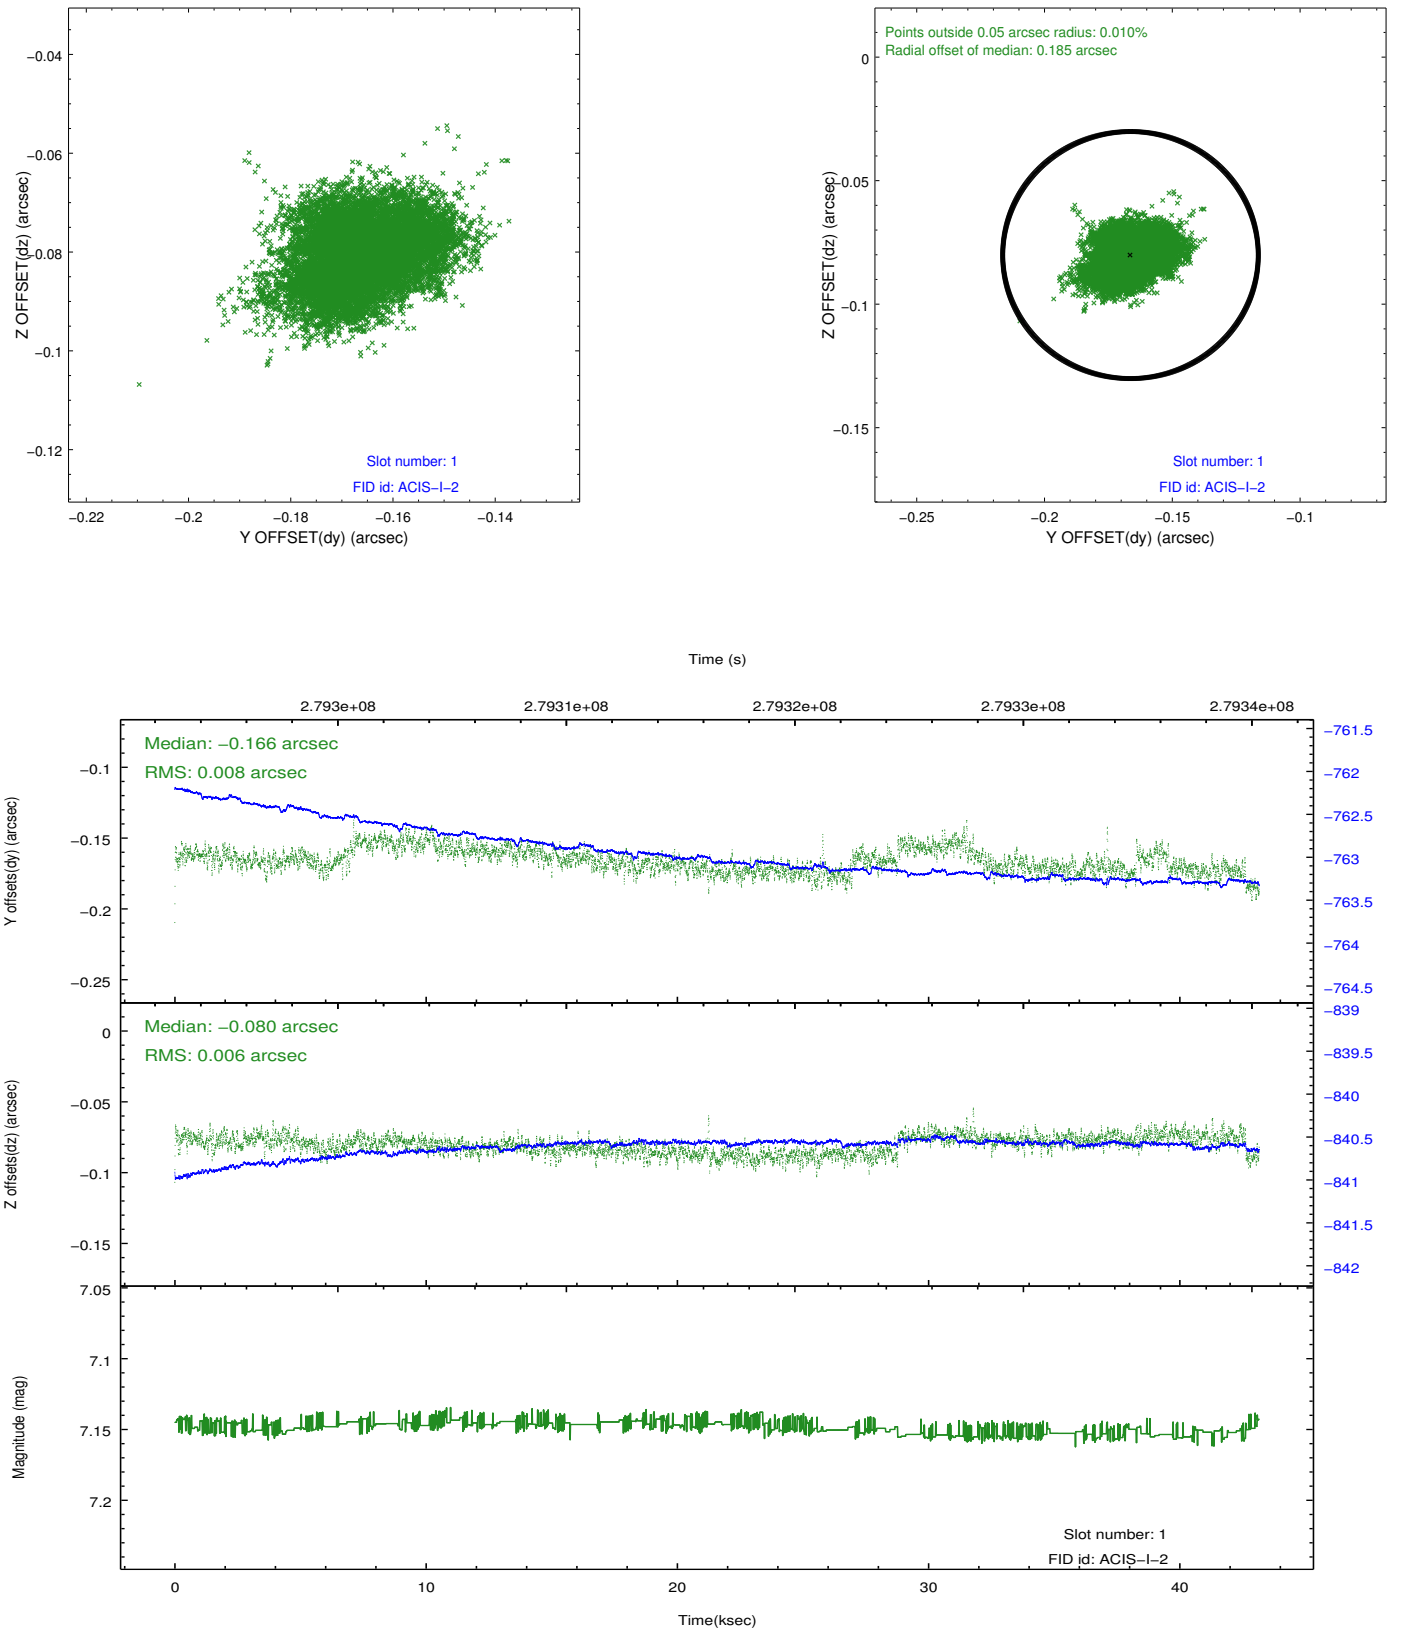 −0.04
−0.06
−0.08
−0.1
−0.12
Z OFFSET(dz) (arcsec)
Slot number: 1
FID id: ACIS−I−2
−0.22 −0.2 −0.18 −0.16 −0.14
Y OFFSET(dy) (arcsec)
Points outside 0.05 arcsec radius: 0.010%
Radial offset of median: 0.185 arcsec
0
−0.05
−0.1
−0.15
Z OFFSET(dz) (arcsec)
Slot number: 1
FID id: ACIS−I−2
−0.25 −0.2 −0.15 −0.1
Y OFFSET(dy) (arcsec)
Time (s)
2.793e+08 2.7931e+08 2.7932e+08 2.7933e+08 2.7934e+08
Median: −0.166 arcsec
RMS: 0.008 arcsec
−0.1
−0.15
−0.2
−0.25
Y offsets(dy) (arcsec)
−761.5
−762
−762.5
−763
−763.5
−764
−764.5
Median: −0.080 arcsec
RMS: 0.006 arcsec
0
−0.05
−0.1
−0.15
Z offsets(dz) (arcsec)
−839
−839.5
−840
−840.5
−841
−841.5
−842
7.05
7.1
7.15
7.2
Magnitude (mag)
Slot number: 1
FID id: ACIS−I−2
0 10 20 30 40
Time(ksec)